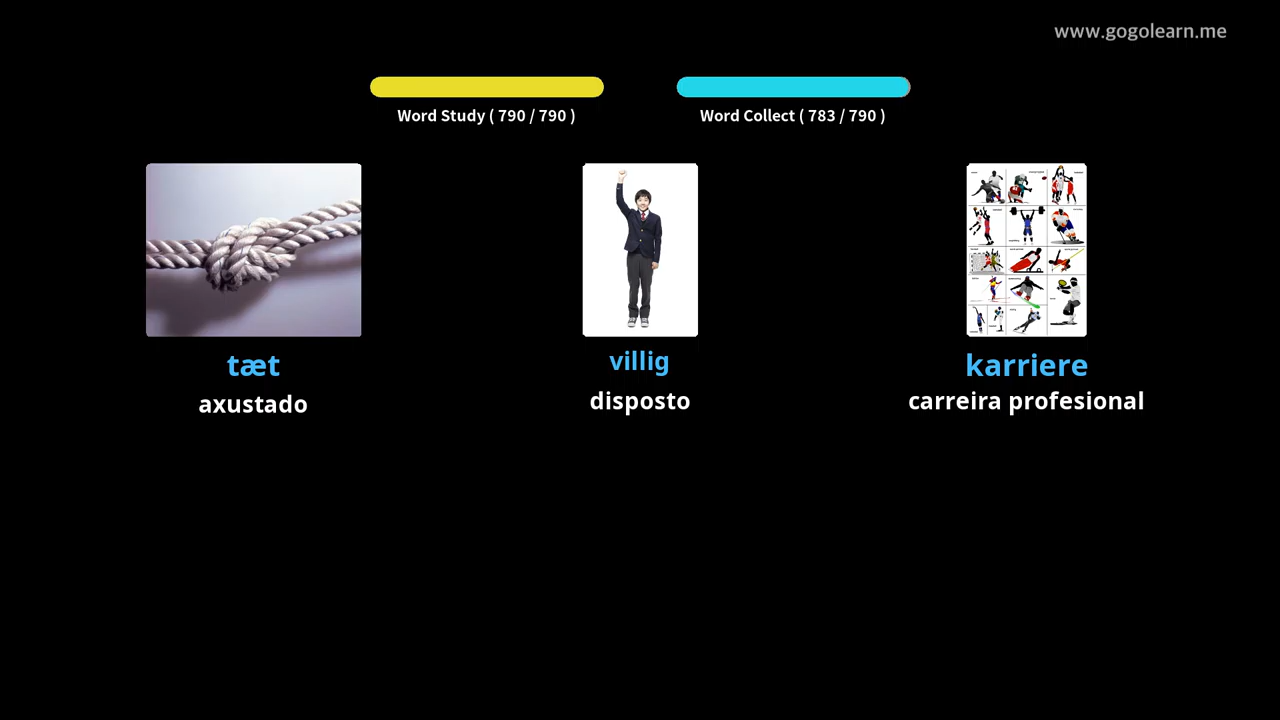 www.gogolearn.me
Word Study ( 790 / 790 )
Word Collect ( 783 / 790 )
tæt
villig
karriere
axustado
disposto
carreira profesional